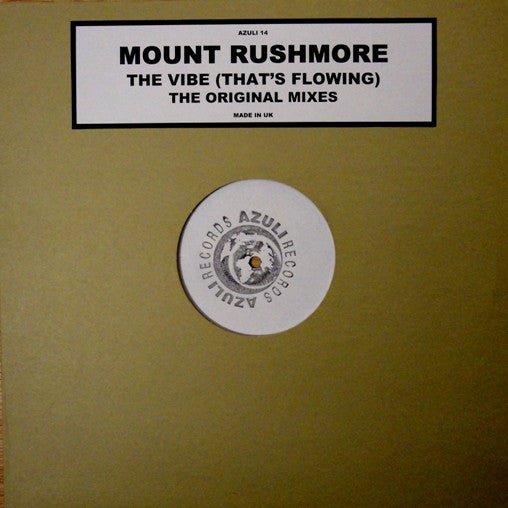 AZULI 14
MOUNT RUSHMORE
THE VIBE (THAT'S FLOWING)
THE ORIGINAL MIXES
MADE IN UK
AZULI RECORDS
AZULI RECORDS